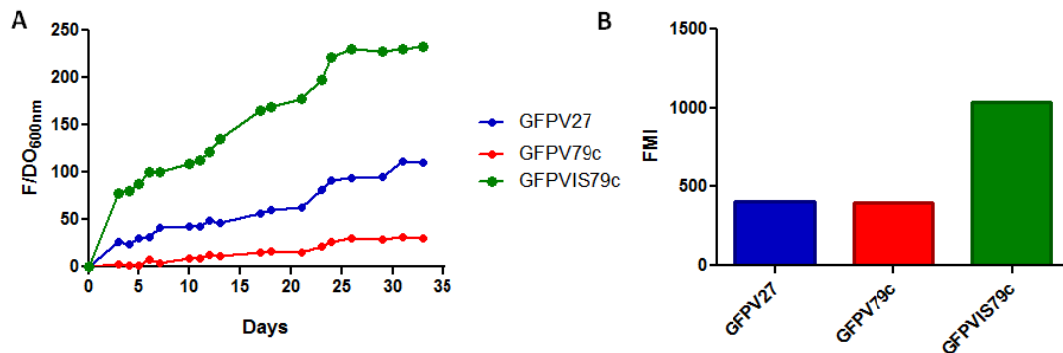 A
F/DO600nm
250
200
150
100
50
0
0 5 10 15 20 25 30 35
Days
GFPV27
GFPV79c
GFPVIS79c
B
FMI
1500
1000
500
0
GFPV27
GFPV79c
GFPVIS79c